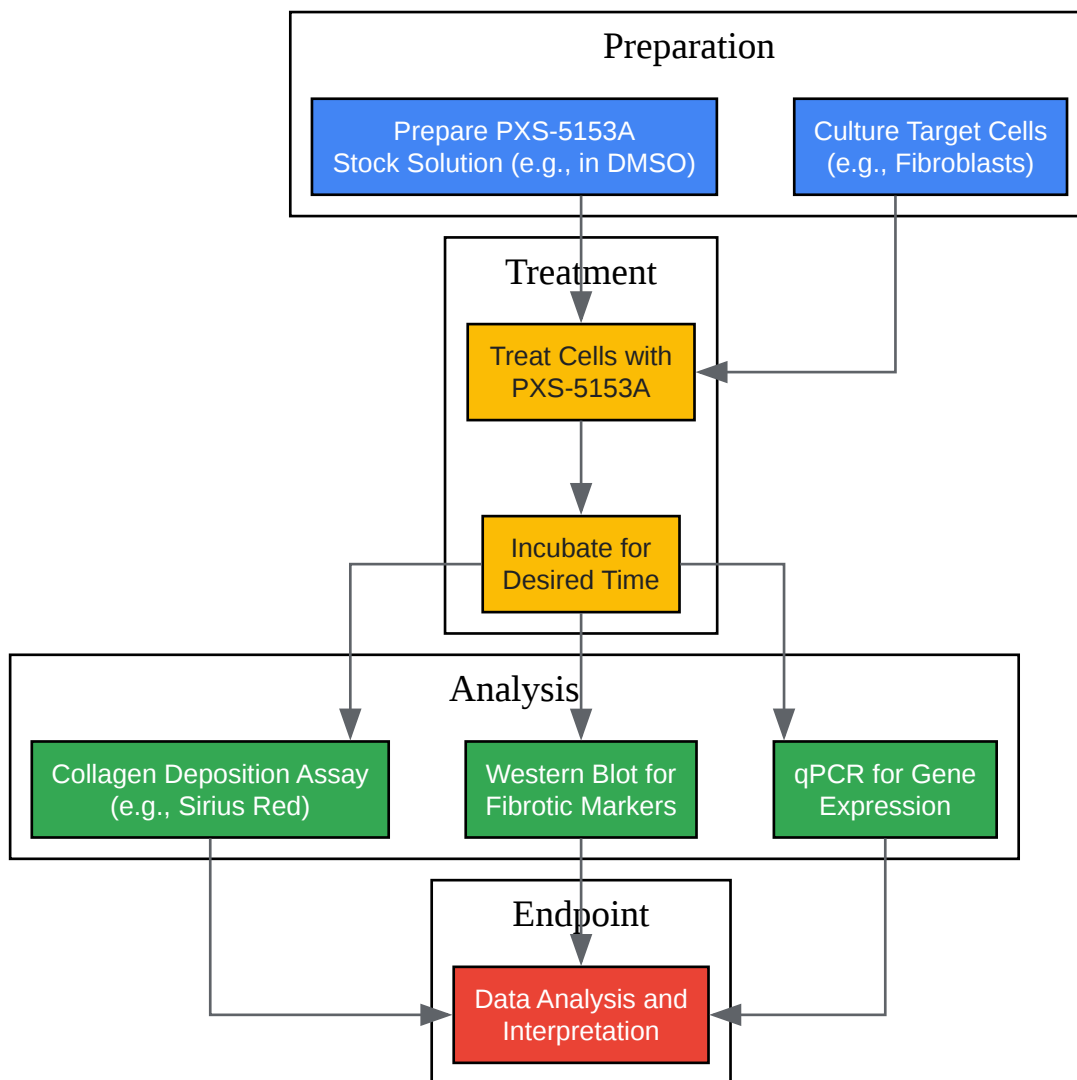 Preparation
Prepare PXS-5153A
Stock Solution (e.g., in DMSO)
Culture Target Cells
(e.g., Fibroblasts)
Treatment
Treat Cells with
PXS-5153A
Incubate for
Desired Time
Analysis
Collagen Deposition Assay
(e.g., Sirius Red)
Western Blot for
Fibrotic Markers
qPCR for Gene
Expression
Endpoint
Data Analysis and
Interpretation